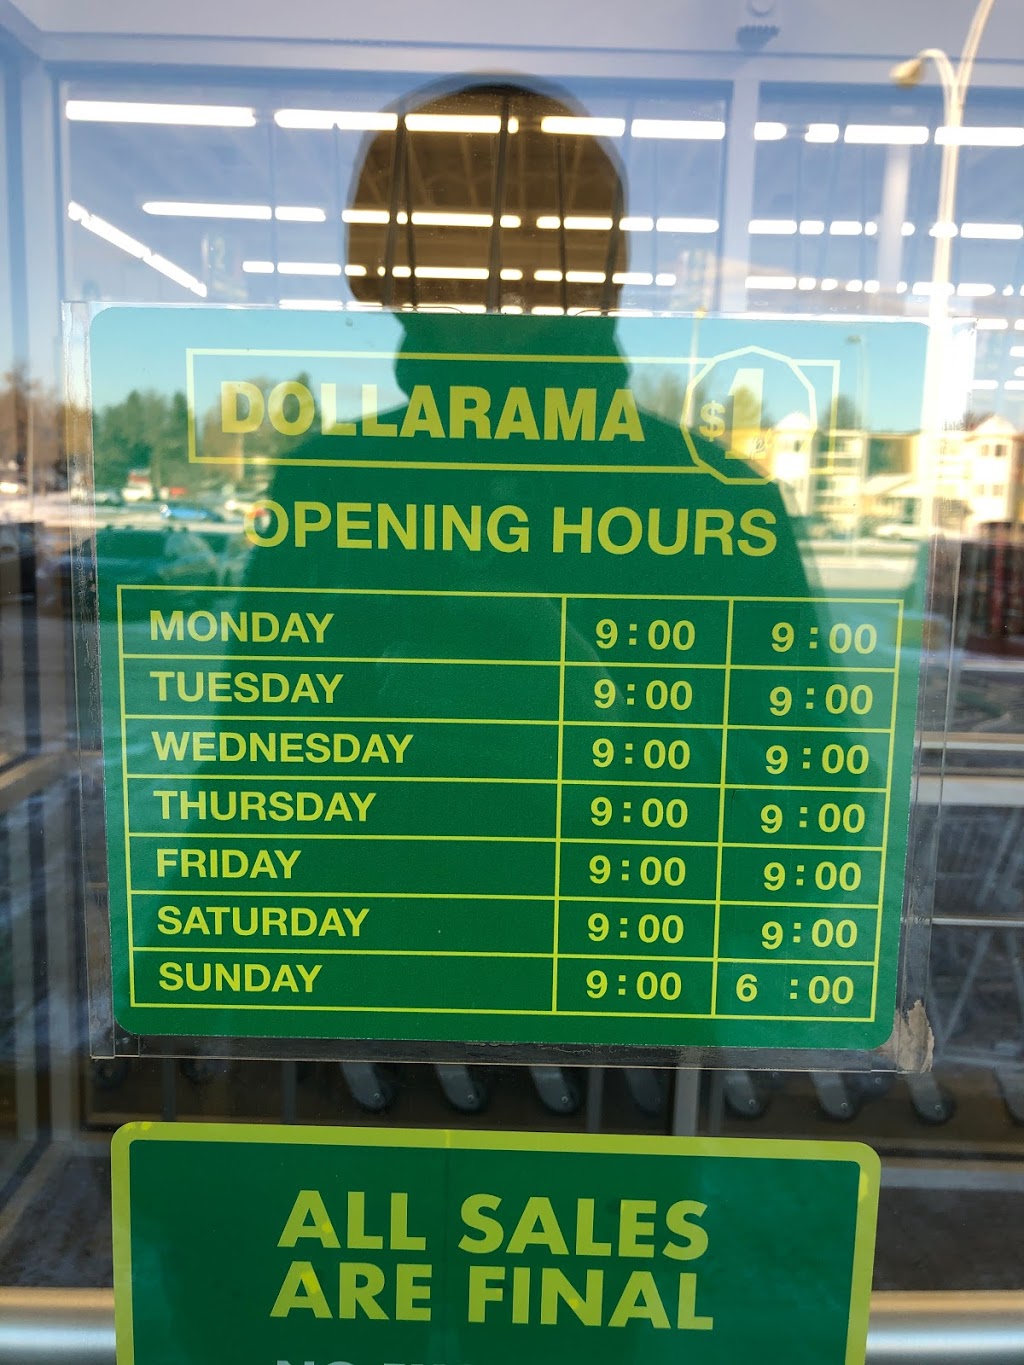 DOLLARAMA $1
OPENING HOURS
MONDAY 9:00 9:00
TUESDAY 9:00 9:00
WEDNESDAY 9:00 9:00
THURSDAY 9:00 9:00
FRIDAY 9:00 9:00
SATURDAY 9:00 9:00
SUNDAY 9:00 6:00
ALL SALES
ARE FINAL